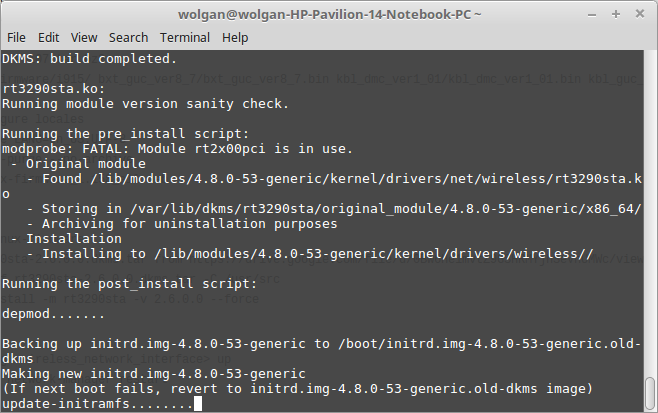 wolgan@wolgan-HP-Pavilion-14-Notebook-PC ~
File Edit View Search Terminal Help
DKMS: build completed.
rt3290sta.ko:
Running module version sanity check.
Running the pre_install script:
modprobe: FATAL: Module rt2x00pci is in use.
- Original module
- Found /lib/modules/4.8.0-53-generic/kernel/drivers/net/wireless/rt3290sta.k
o
- Storing in /var/lib/dkms/rt3290sta/original_module/4.8.0-53-generic/x86_64/
- Archiving for uninstallation purposes
- Installation
- Installing to /lib/modules/4.8.0-53-generic/kernel/drivers/wireless//
Running the post_install script:
depmod.......
Backing up initrd.img-4.8.0-53-generic to /boot/initrd.img-4.8.0-53-generic.old-
dkms
Making new initrd.img-4.8.0-53-generic
(If next boot fails, revert to initrd.img-4.8.0-53-generic.old-dkms image)
update-initramfs........